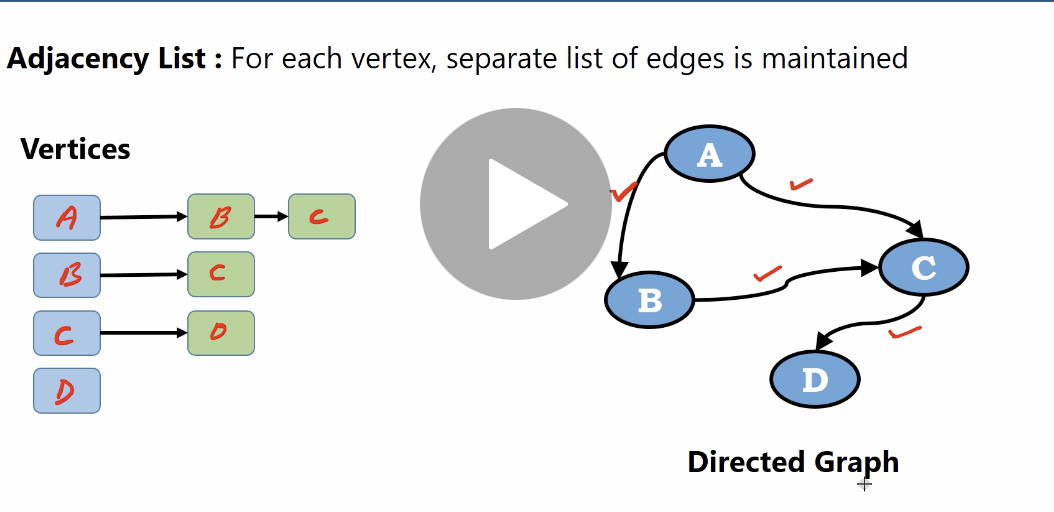 Adjacency List : For each vertex, separate list of edges is maintained
Vertices
A B C
B C
C D
D
A
B
C
D
Directed Graph